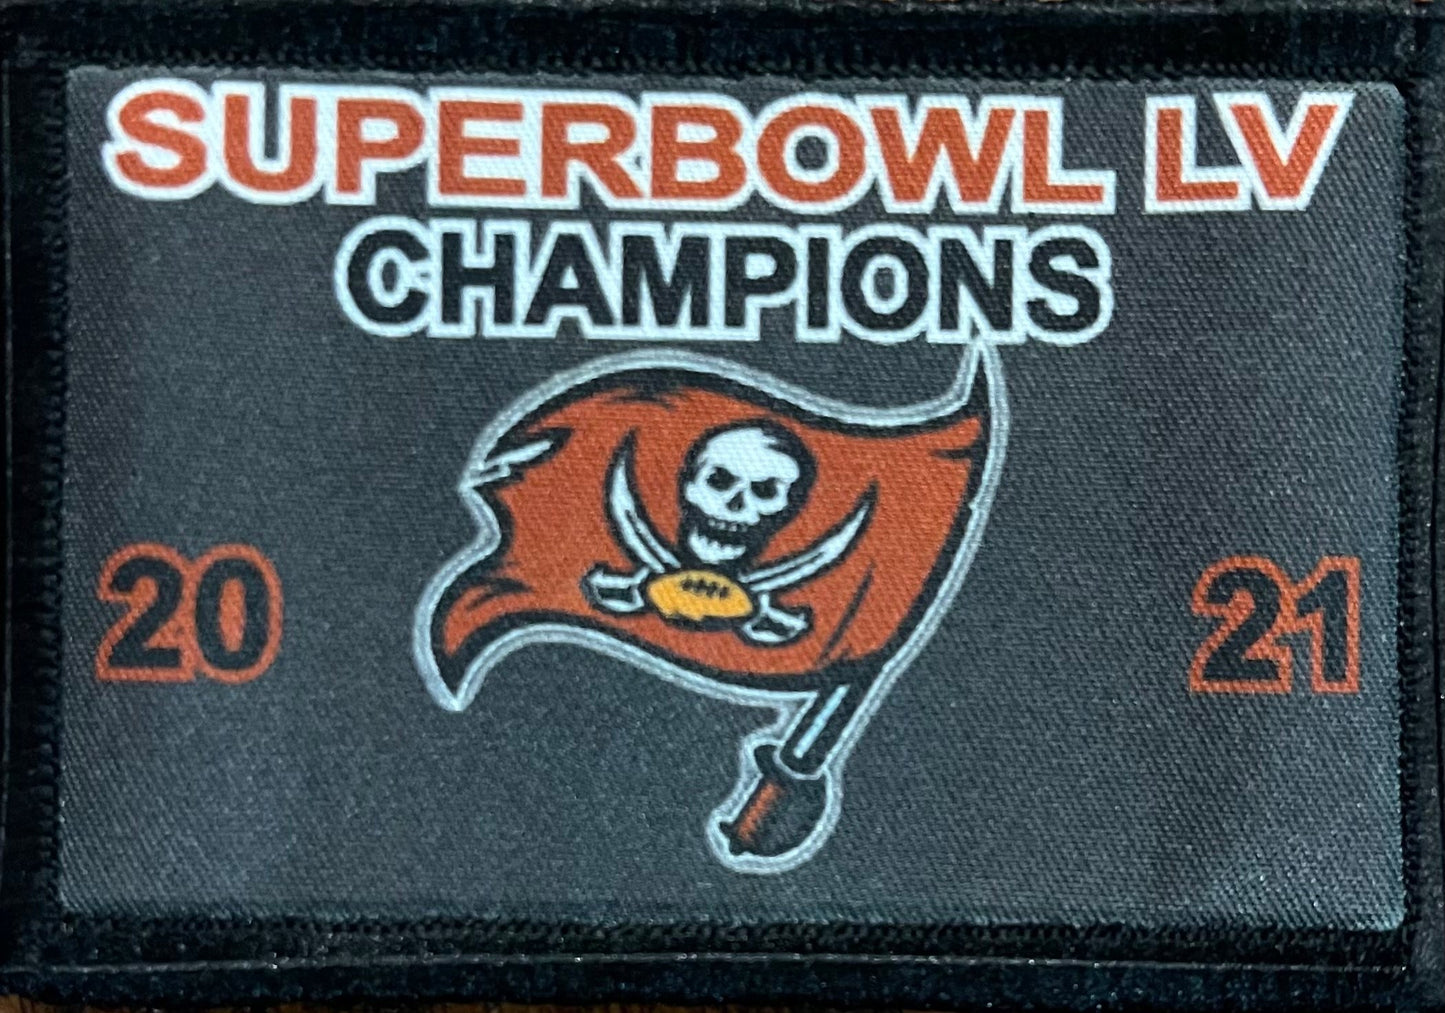 SUPERBOWL LV
CHAMPIONS
20 21